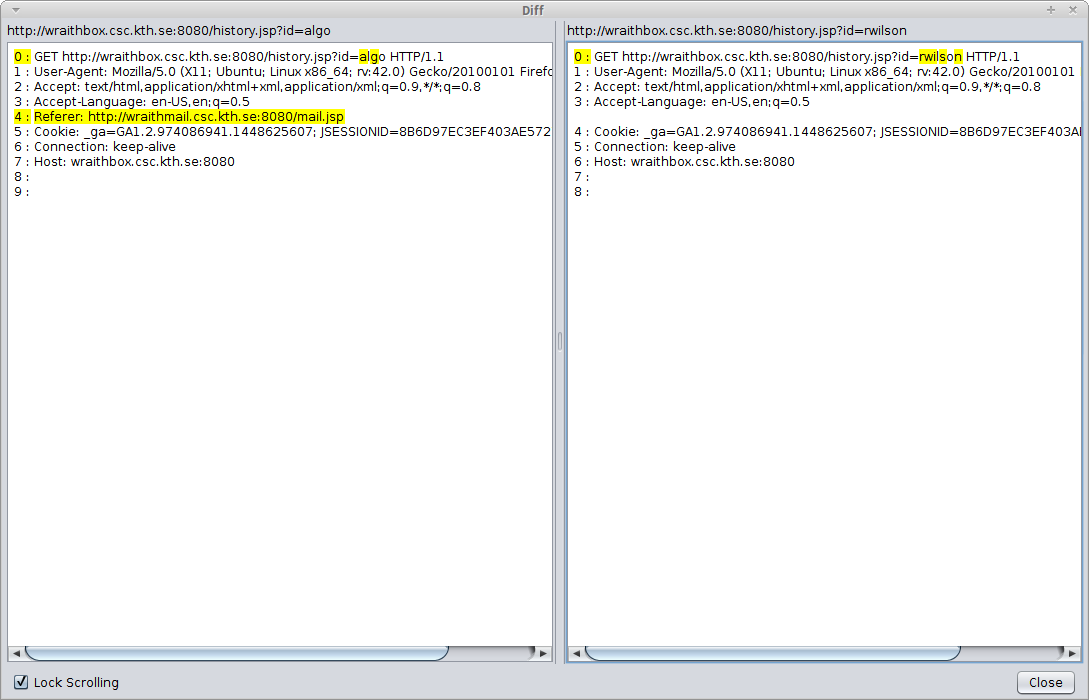 Diff
http://wraithbox.csc.kth.se:8080/history.jsp?id=algo
0 : GET http://wraithbox.csc.kth.se:8080/history.jsp?id=algo HTTP/1.1
1 : User-Agent: Mozilla/5.0 (X11; Ubuntu; Linux x86_64; rv:42.0) Gecko/20100101 Firefo
2 : Accept: text/html,application/xhtml+xml,application/xml;q=0.9,*/*;q=0.8
3 : Accept-Language: en-US,en;q=0.5
4 : Referer: http://wraithmail.csc.kth.se:8080/mail.jsp
5 : Cookie: _ga=GA1.2.974086941.1448625607; JSESSIONID=8B6D97EC3EF403AE572
6 : Connection: keep-alive
7 : Host: wraithbox.csc.kth.se:8080
8 :
9 :
http://wraithbox.csc.kth.se:8080/history.jsp?id=rwilson
0 : GET http://wraithbox.csc.kth.se:8080/history.jsp?id=rwilson HTTP/1.1
1 : User-Agent: Mozilla/5.0 (X11; Ubuntu; Linux x86_64; rv:42.0) Gecko/20100101
2 : Accept: text/html,application/xhtml+xml,application/xml;q=0.9,*/*;q=0.8
3 : Accept-Language: en-US,en;q=0.5
4 : Cookie: _ga=GA1.2.974086941.1448625607; JSESSIONID=8B6D97EC3EF403AE
5 : Connection: keep-alive
6 : Host: wraithbox.csc.kth.se:8080
7 :
8 :
Lock Scrolling
Close